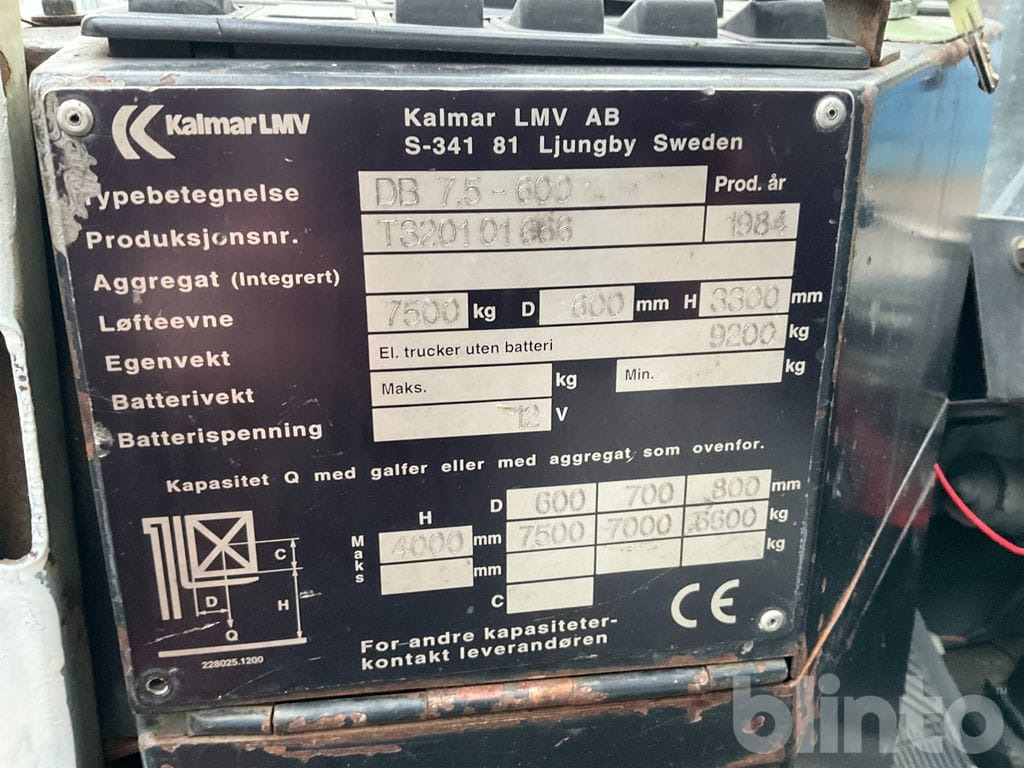 Kalmar LMV
Kalmar LMV AB
S-341 81 Ljungby Sweden
Typebetegnelse DB 7,5-600 Prod. år
Produksjonsnr. T320101666 1984
Aggregat (Integrert)
Løfteevne 7500 kg D 600 mm H 3300 mm
Egenvekt El. trucker uten batteri 9200 kg
Batterivekt Maks. kg Min. kg
Batterispenning 12 V
Kapasitet Q med galfer eller med aggregat som ovenfor.
H D 600 700 800 mm
Maks 4000 mm 7500 7000 6600 kg
mm kg
C
C
D H
Q
228025.1200
CE
For andre kapasiteter-
kontakt leverandøren
blinto™